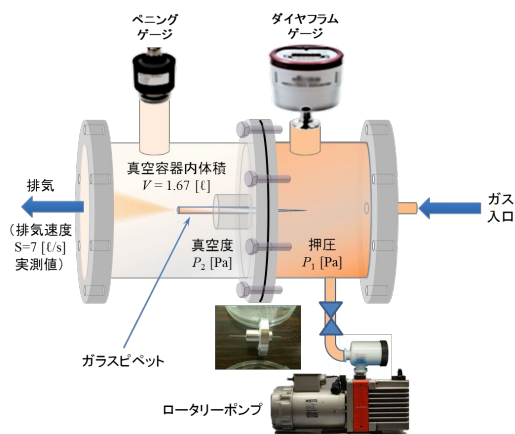 ペニング
ゲージ
ダイヤフラム
ゲージ
真空容器内体積
V = 1.67 [ℓ]
排気
（排気速度
S=7 [ℓ/s]
実測値）
ガス
入口
真空度
P₂ [Pa]
押圧
P₁ [Pa]
ガラスピペット
ロータリーポンプ